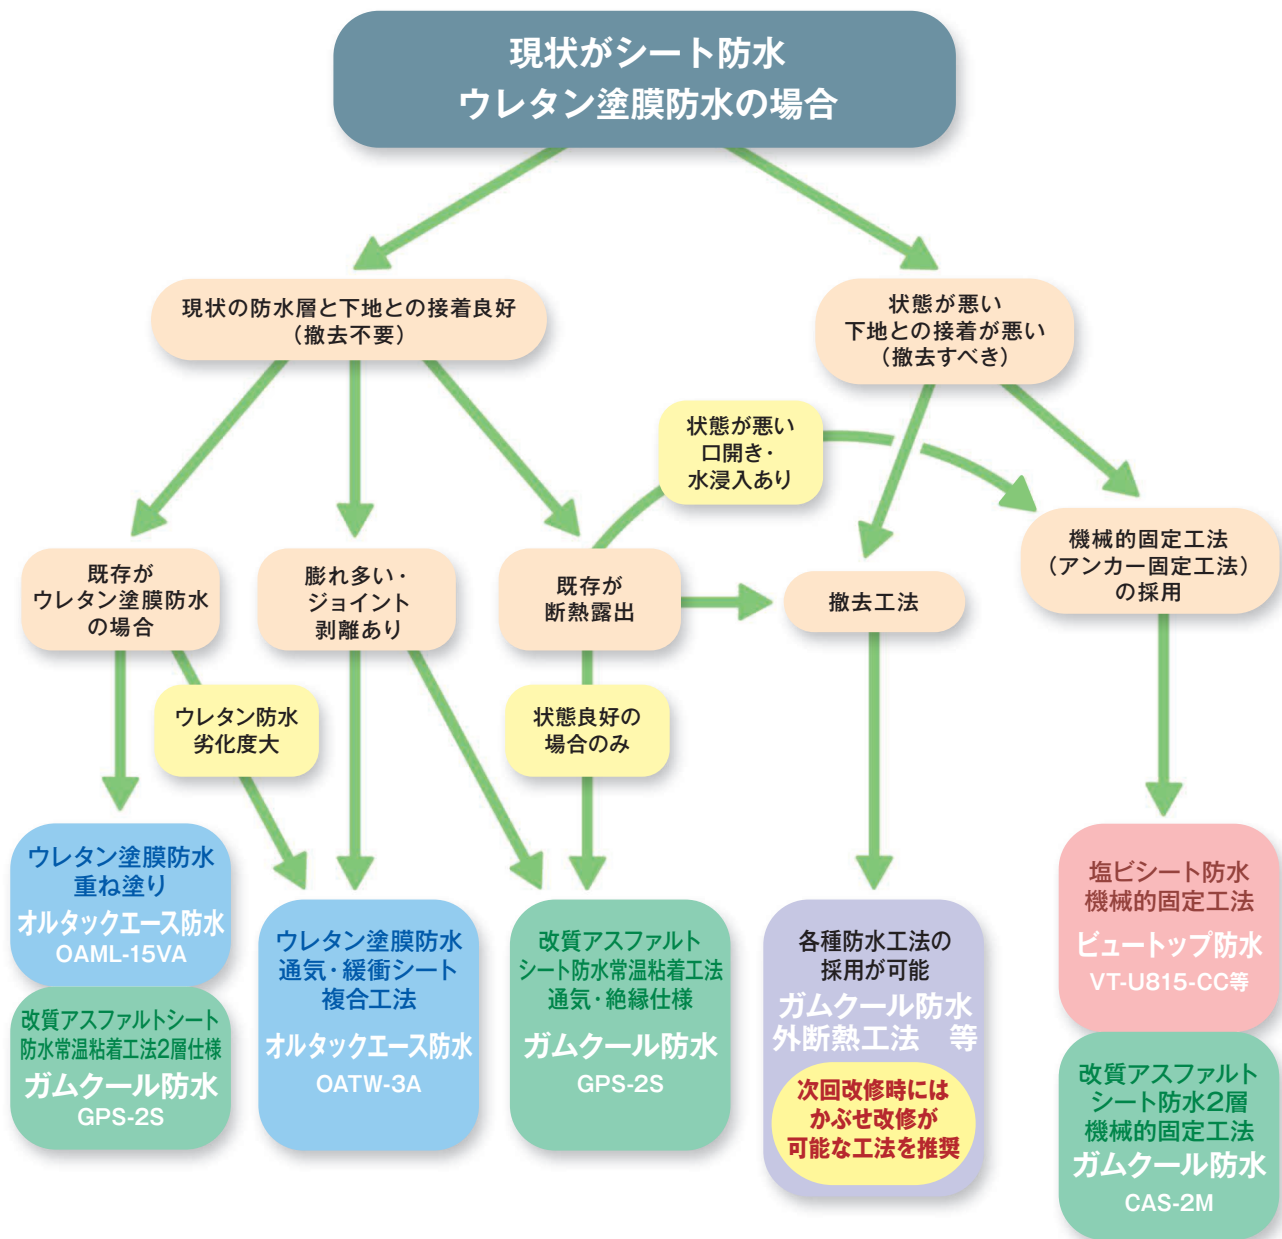 現状がシート防水
ウレタン塗膜防水の場合
現状の防水層と下地との接着良好
（撤去不要）
状態が悪い
下地との接着が悪い
（撤去すべき）
状態が悪い
口開き・
水浸入あり
既存が
ウレタン塗膜防水
の場合
膨れ多い・
ジョイント
剥離あり
既存が
断熱露出
撤去工法
機械的固定工法
（アンカー固定工法）
の採用
ウレタン防水
劣化度大
状態良好の
場合のみ
ウレタン塗膜防水
重ね塗り
オルタックエース防水
OAML-15VA
改質アスファルトシート
防水常温粘着工法2層仕様
ガムクール防水
GPS-2S
ウレタン塗膜防水
通気・緩衝シート
複合工法
オルタックエース防水
OATW-3A
改質アスファルト
シート防水常温粘着工法
通気・絶縁仕様
ガムクール防水
GPS-2S
各種防水工法の
採用が可能
ガムクール防水
外断熱工法　等
次回改修時には
かぶせ改修が
可能な工法を推奨
塩ビシート防水
機械的固定工法
ビュートップ防水
VT-U815-CC等
改質アスファルト
シート防水2層
機械的固定工法
ガムクール防水
CAS-2M